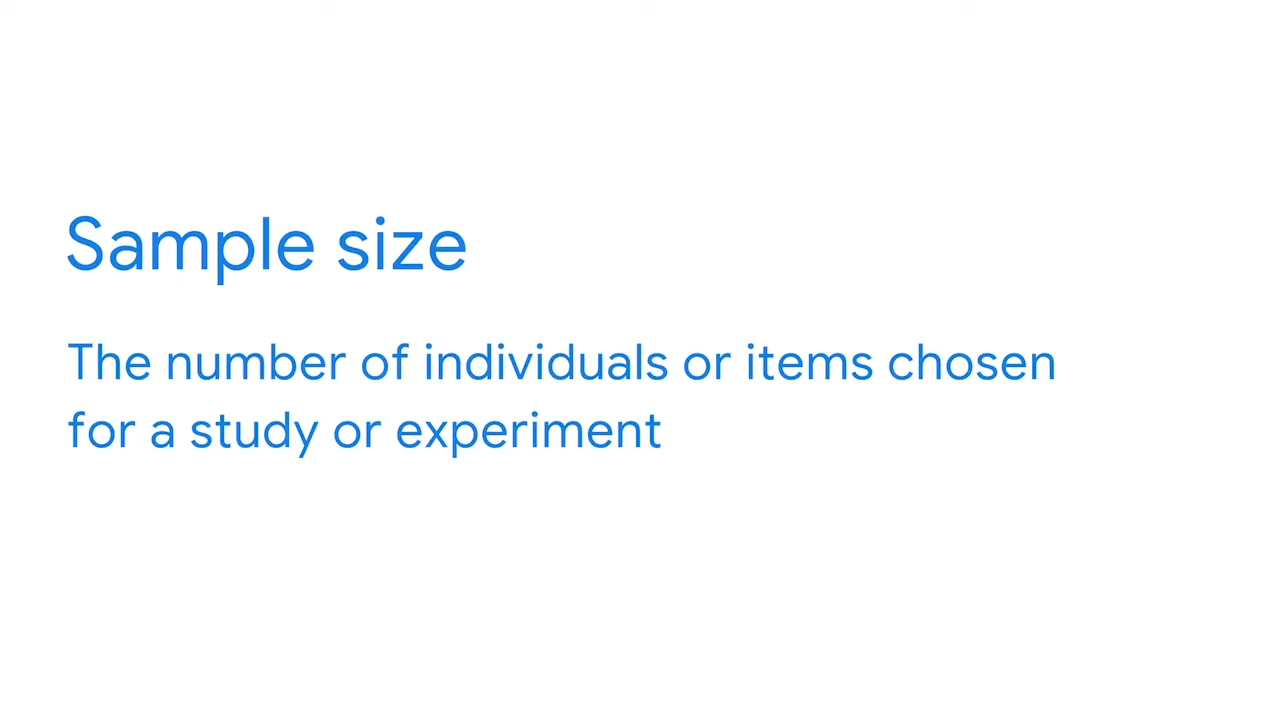 Sample size
The number of individuals or items chosen
for a study or experiment